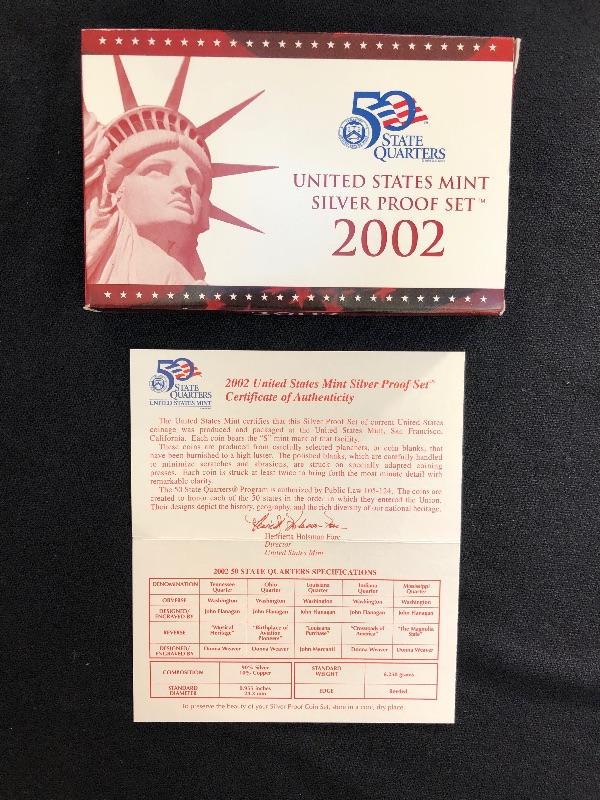 50
STATE
QUARTERS
UNITED STATES MINT
SILVER PROOF SET™
2002
50
STATE
QUARTERS
UNITED STATES MINT
2002 United States Mint Silver Proof Set™
Certificate of Authenticity
The United States Mint certifies that this Silver Proof Set of current United States
coinage was produced and packaged at the United States Mint, San Francisco,
California. Each coin bears the "S" mint mark of that facility.
These coins are produced from carefully selected planchets, or coin blanks, that
have been burnished to a high luster. The polished blanks, which are carefully handled
to minimize scratches and abrasions, are struck on specially adapted coining
presses. Each coin is struck at least twice to bring forth the most minute detail with
remarkable clarity.
The 50 State Quarters® Program is authorized by Public Law 105-124. The coins are
created to honor each of the 50 states in the order in which they entered the Union.
Their designs depict the history, geography, and the rich diversity of our national heritage.
Henrietta Holsman Fore
Henrietta Holsman Fore
Director
United States Mint
2002 50 STATE QUARTERS SPECIFICATIONS
DENOMINATION Tennessee Quarter Ohio Quarter Louisiana Quarter Indiana Quarter Mississippi Quarter
OBVERSE Washington Washington Washington Washington Washington
DESIGNED/ ENGRAVED BY John Flanagan John Flanagan John Flanagan John Flanagan John Flanagan
REVERSE "Musical Heritage" "Birthplace of Aviation Pioneers" "Louisiana Purchase" "Crossroads of America" "The Magnolia State"
DESIGNED/ ENGRAVED BY Donna Weaver Donna Weaver John Mercanti Donna Weaver Donna Weaver
COMPOSITION 90% Silver 10% Copper STANDARD WEIGHT 6.250 grams
STANDARD DIAMETER 0.955 inches 24.3 mm EDGE Reeded
To preserve the beauty of your Silver Proof Coin Set, store in a cool, dry place.